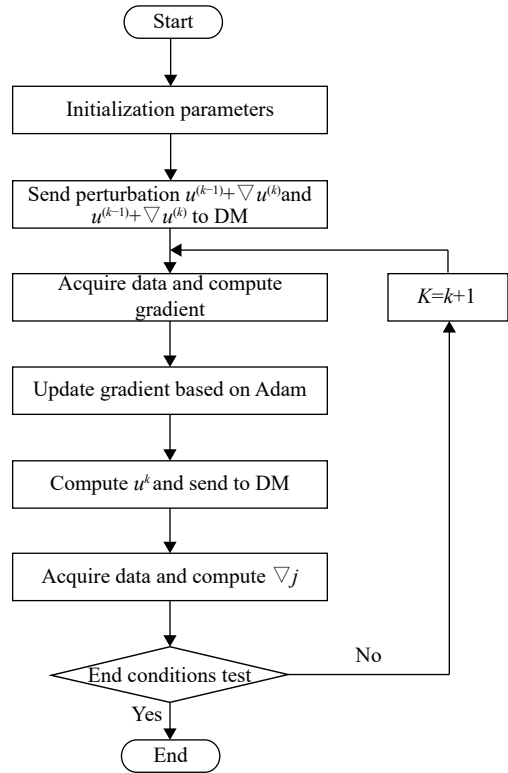 Start
Initialization parameters
Send perturbation u^(k−1)+▽u^(k) and
u^(k−1)+▽u^(k) to DM
Acquire data and compute
gradient
K=k+1
Update gradient based on Adam
Compute u^k and send to DM
Acquire data and compute ▽j
End conditions test
No
Yes
End